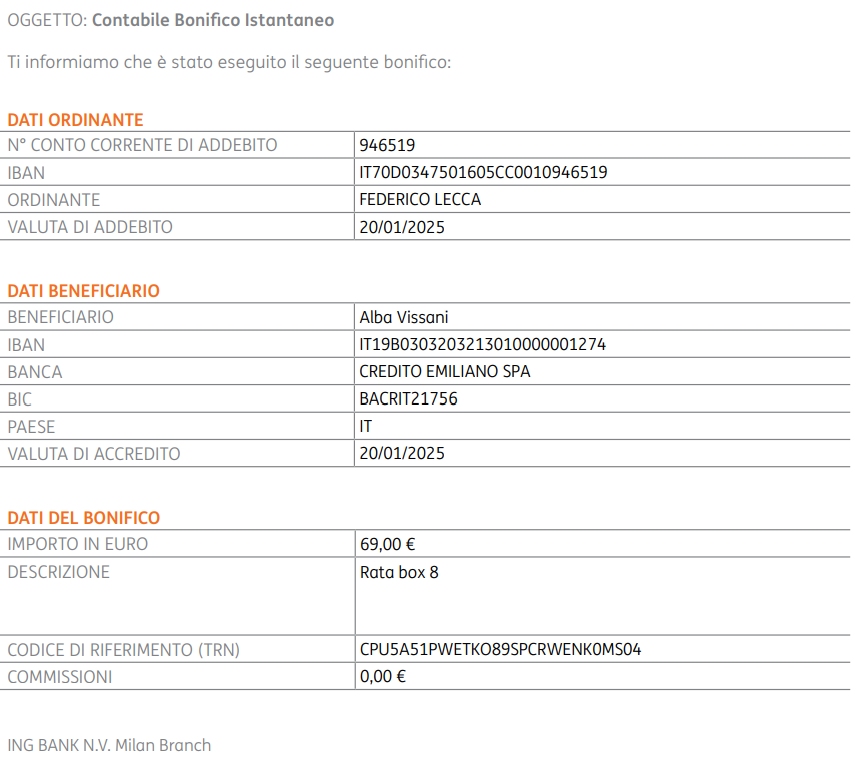 OGGETTO: Contabile Bonifico Istantaneo
Ti informiamo che è stato eseguito il seguente bonifico:
DATI ORDINANTE
N° CONTO CORRENTE DI ADDEBITO 946519
IBAN IT70D0347501605CC0010946519
ORDINANTE FEDERICO LECCA
VALUTA DI ADDEBITO 20/01/2025
DATI BENEFICIARIO
BENEFICIARIO Alba Vissani
IBAN IT19B0303203213010000001274
BANCA CREDITO EMILIANO SPA
BIC BACRIT21756
PAESE IT
VALUTA DI ACCREDITO 20/01/2025
DATI DEL BONIFICO
IMPORTO IN EURO 69,00 €
DESCRIZIONE Rata box 8
CODICE DI RIFERIMENTO (TRN) CPU5A51PWETKO89SPCRWENK0MS04
COMMISSIONI 0,00 €
ING BANK N.V. Milan Branch